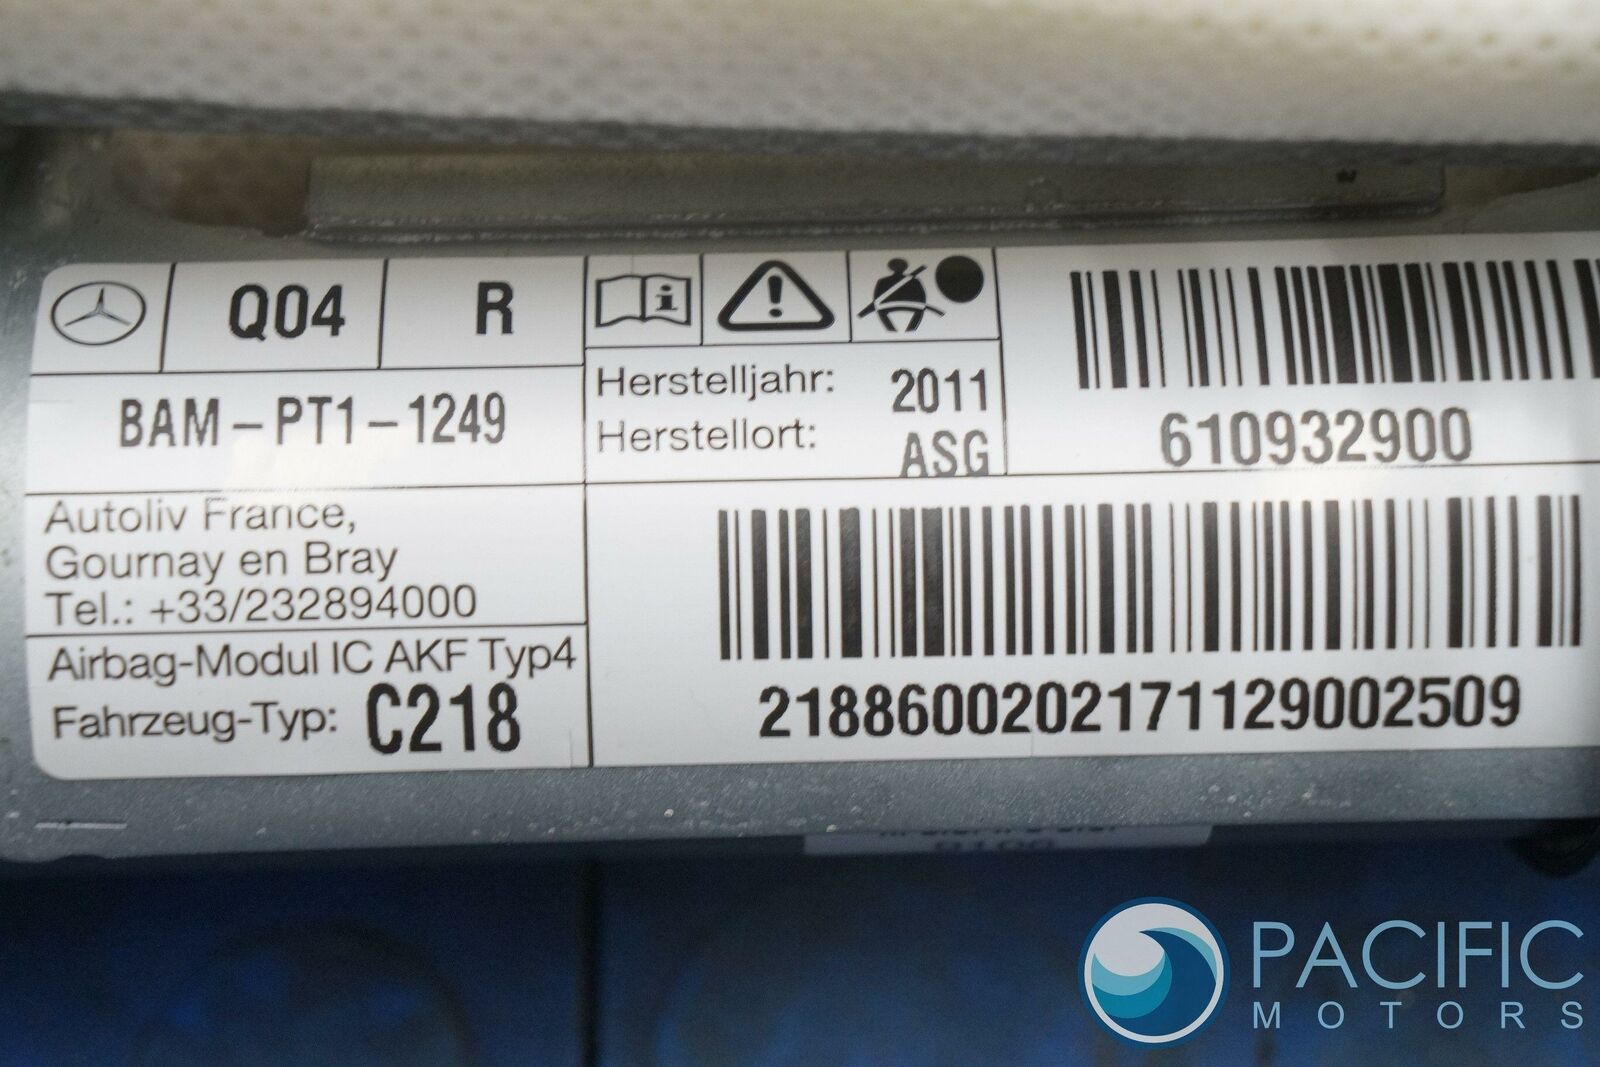 Q04
R
BAM-PT1-1249
Herstelljahr: 2011
Herstellort: ASG
610932900
Autoliv France,
Gournay en Bray
Tel.: +33/232894000
Airbag-Modul IC AKF Typ4
Fahrzeug-Typ: C218
2188600202171129002509
PACIFIC
MOTORS